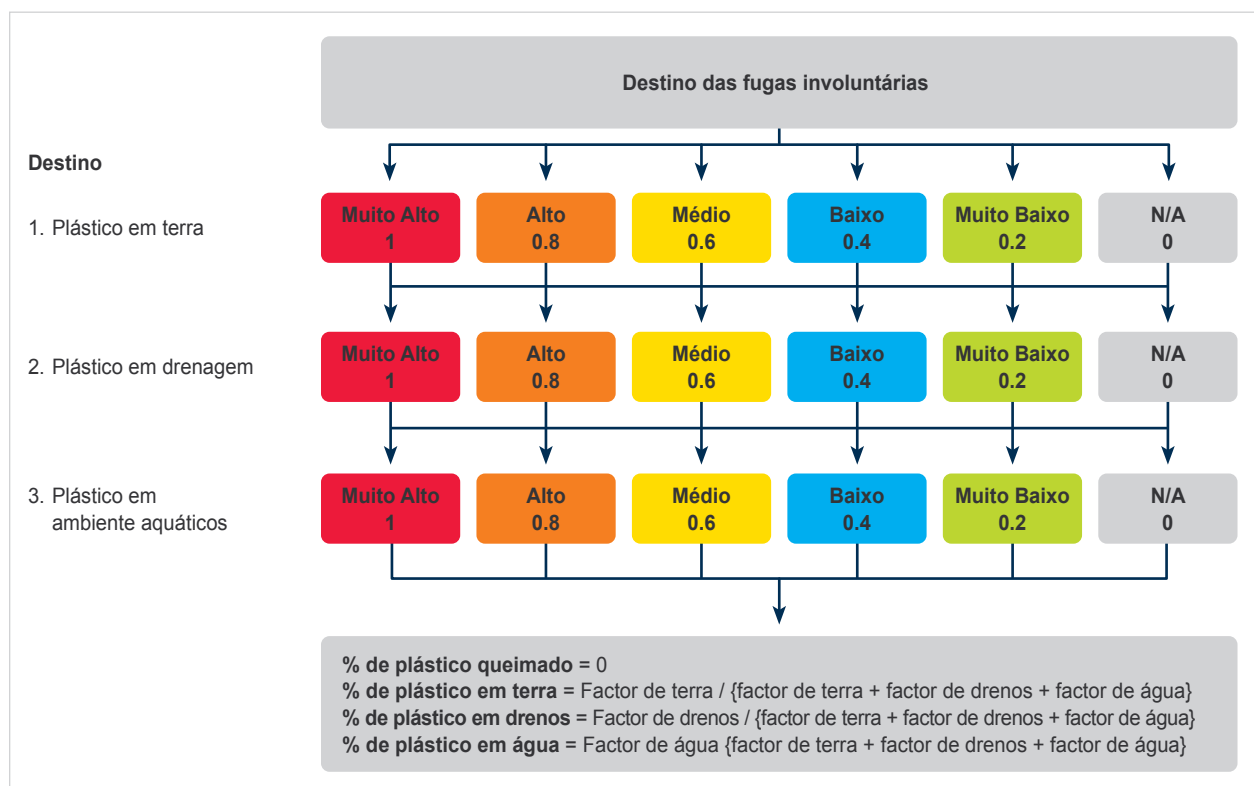 Destino das fugas involuntárias
Destino
1. Plástico em terra
Muito Alto
1
Alto
0.8
Médio
0.6
Baixo
0.4
Muito Baixo
0.2
N/A
0
2. Plástico em drenagem
Muito Alto
1
Alto
0.8
Médio
0.6
Baixo
0.4
Muito Baixo
0.2
N/A
0
3. Plástico em
ambiente aquáticos
Muito Alto
1
Alto
0.8
Médio
0.6
Baixo
0.4
Muito Baixo
0.2
N/A
0
% de plástico queimado = 0
% de plástico em terra = Factor de terra / {factor de terra + factor de drenos + factor de água}
% de plástico em drenos = Factor de drenos / {factor de terra + factor de drenos + factor de água}
% de plástico em água = Factor de água {factor de terra + factor de drenos + factor de água}